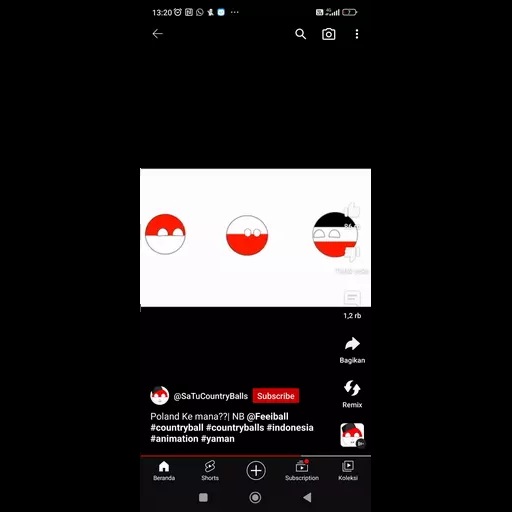 13:20
1,2 rb
Bagikan
@SaTuCountryBalls Subscribe
Remix
Poland Ke mana??| NB @Feeiball
#countryball #countryballs #indonesia
#animation #yaman
Beranda Shorts Subscription Koleksi